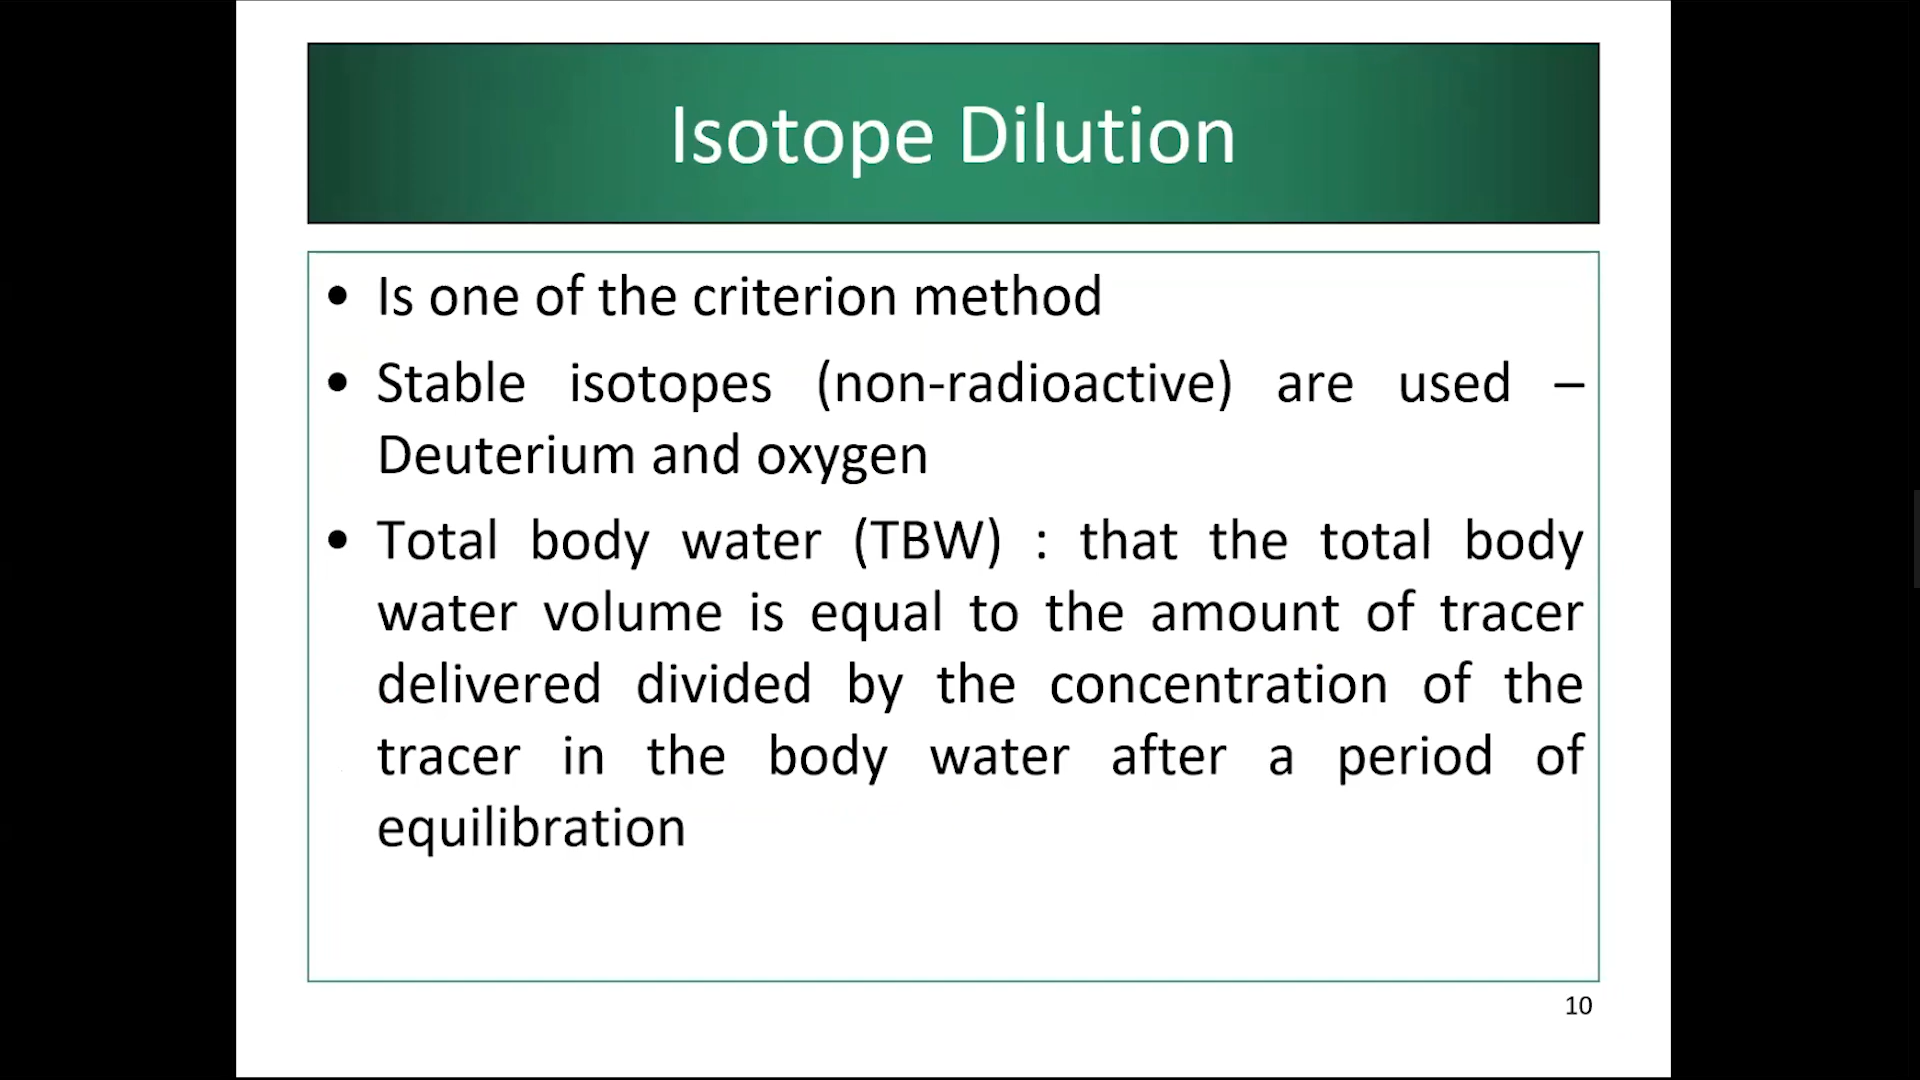 Isotope Dilution
• Is one of the criterion method
• Stable isotopes (non-radioactive) are used –
Deuterium and oxygen
• Total body water (TBW) : that the total body
water volume is equal to the amount of tracer
delivered divided by the concentration of the
tracer in the body water after a period of
equilibration
10